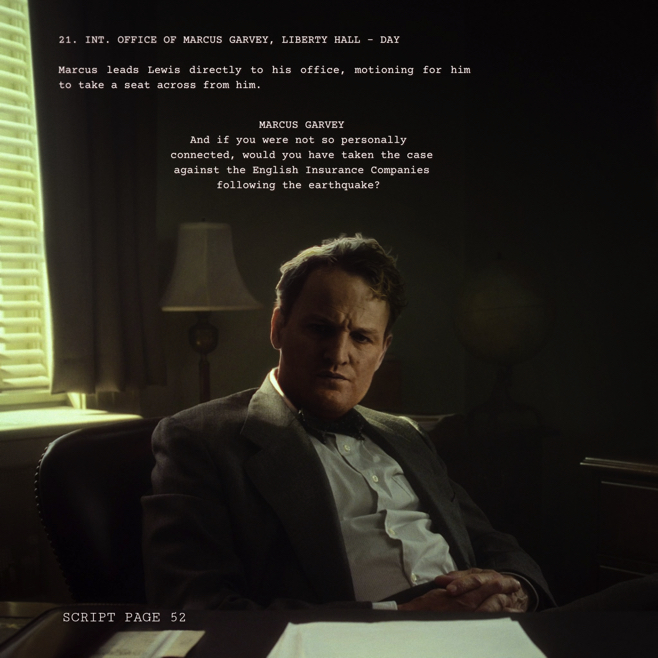 21. INT. OFFICE OF MARCUS GARVEY, LIBERTY HALL – DAY
Marcus leads Lewis directly to his office, motioning for him
to take a seat across from him.
MARCUS GARVEY
And if you were not so personally
connected, would you have taken the case
against the English Insurance Companies
following the earthquake?
SCRIPT PAGE 52